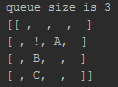 queue size is 3
[[ , , , ]
[ , !, A, ]
[ , B, , ]
[ , C, , ]]